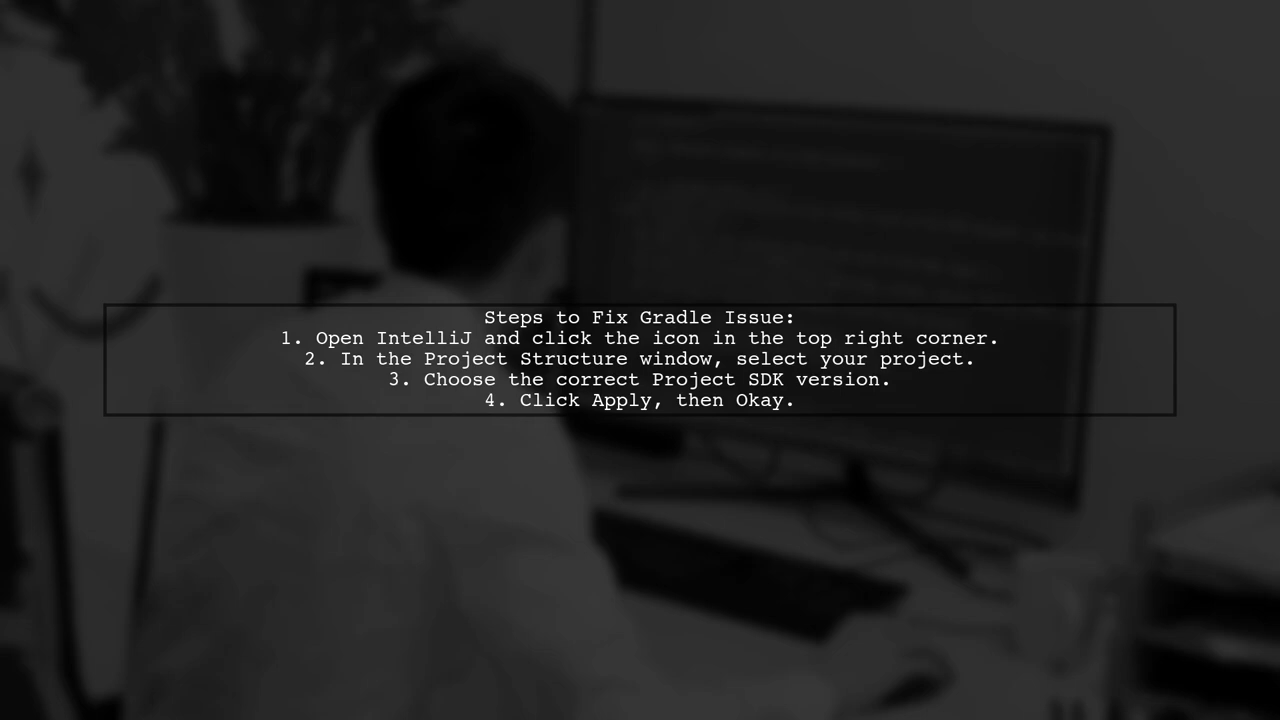 Steps to Fix Gradle Issue:
1. Open IntelliJ and click the icon in the top right corner.
2. In the Project Structure window, select your project.
3. Choose the correct Project SDK version.
4. Click Apply, then Okay.